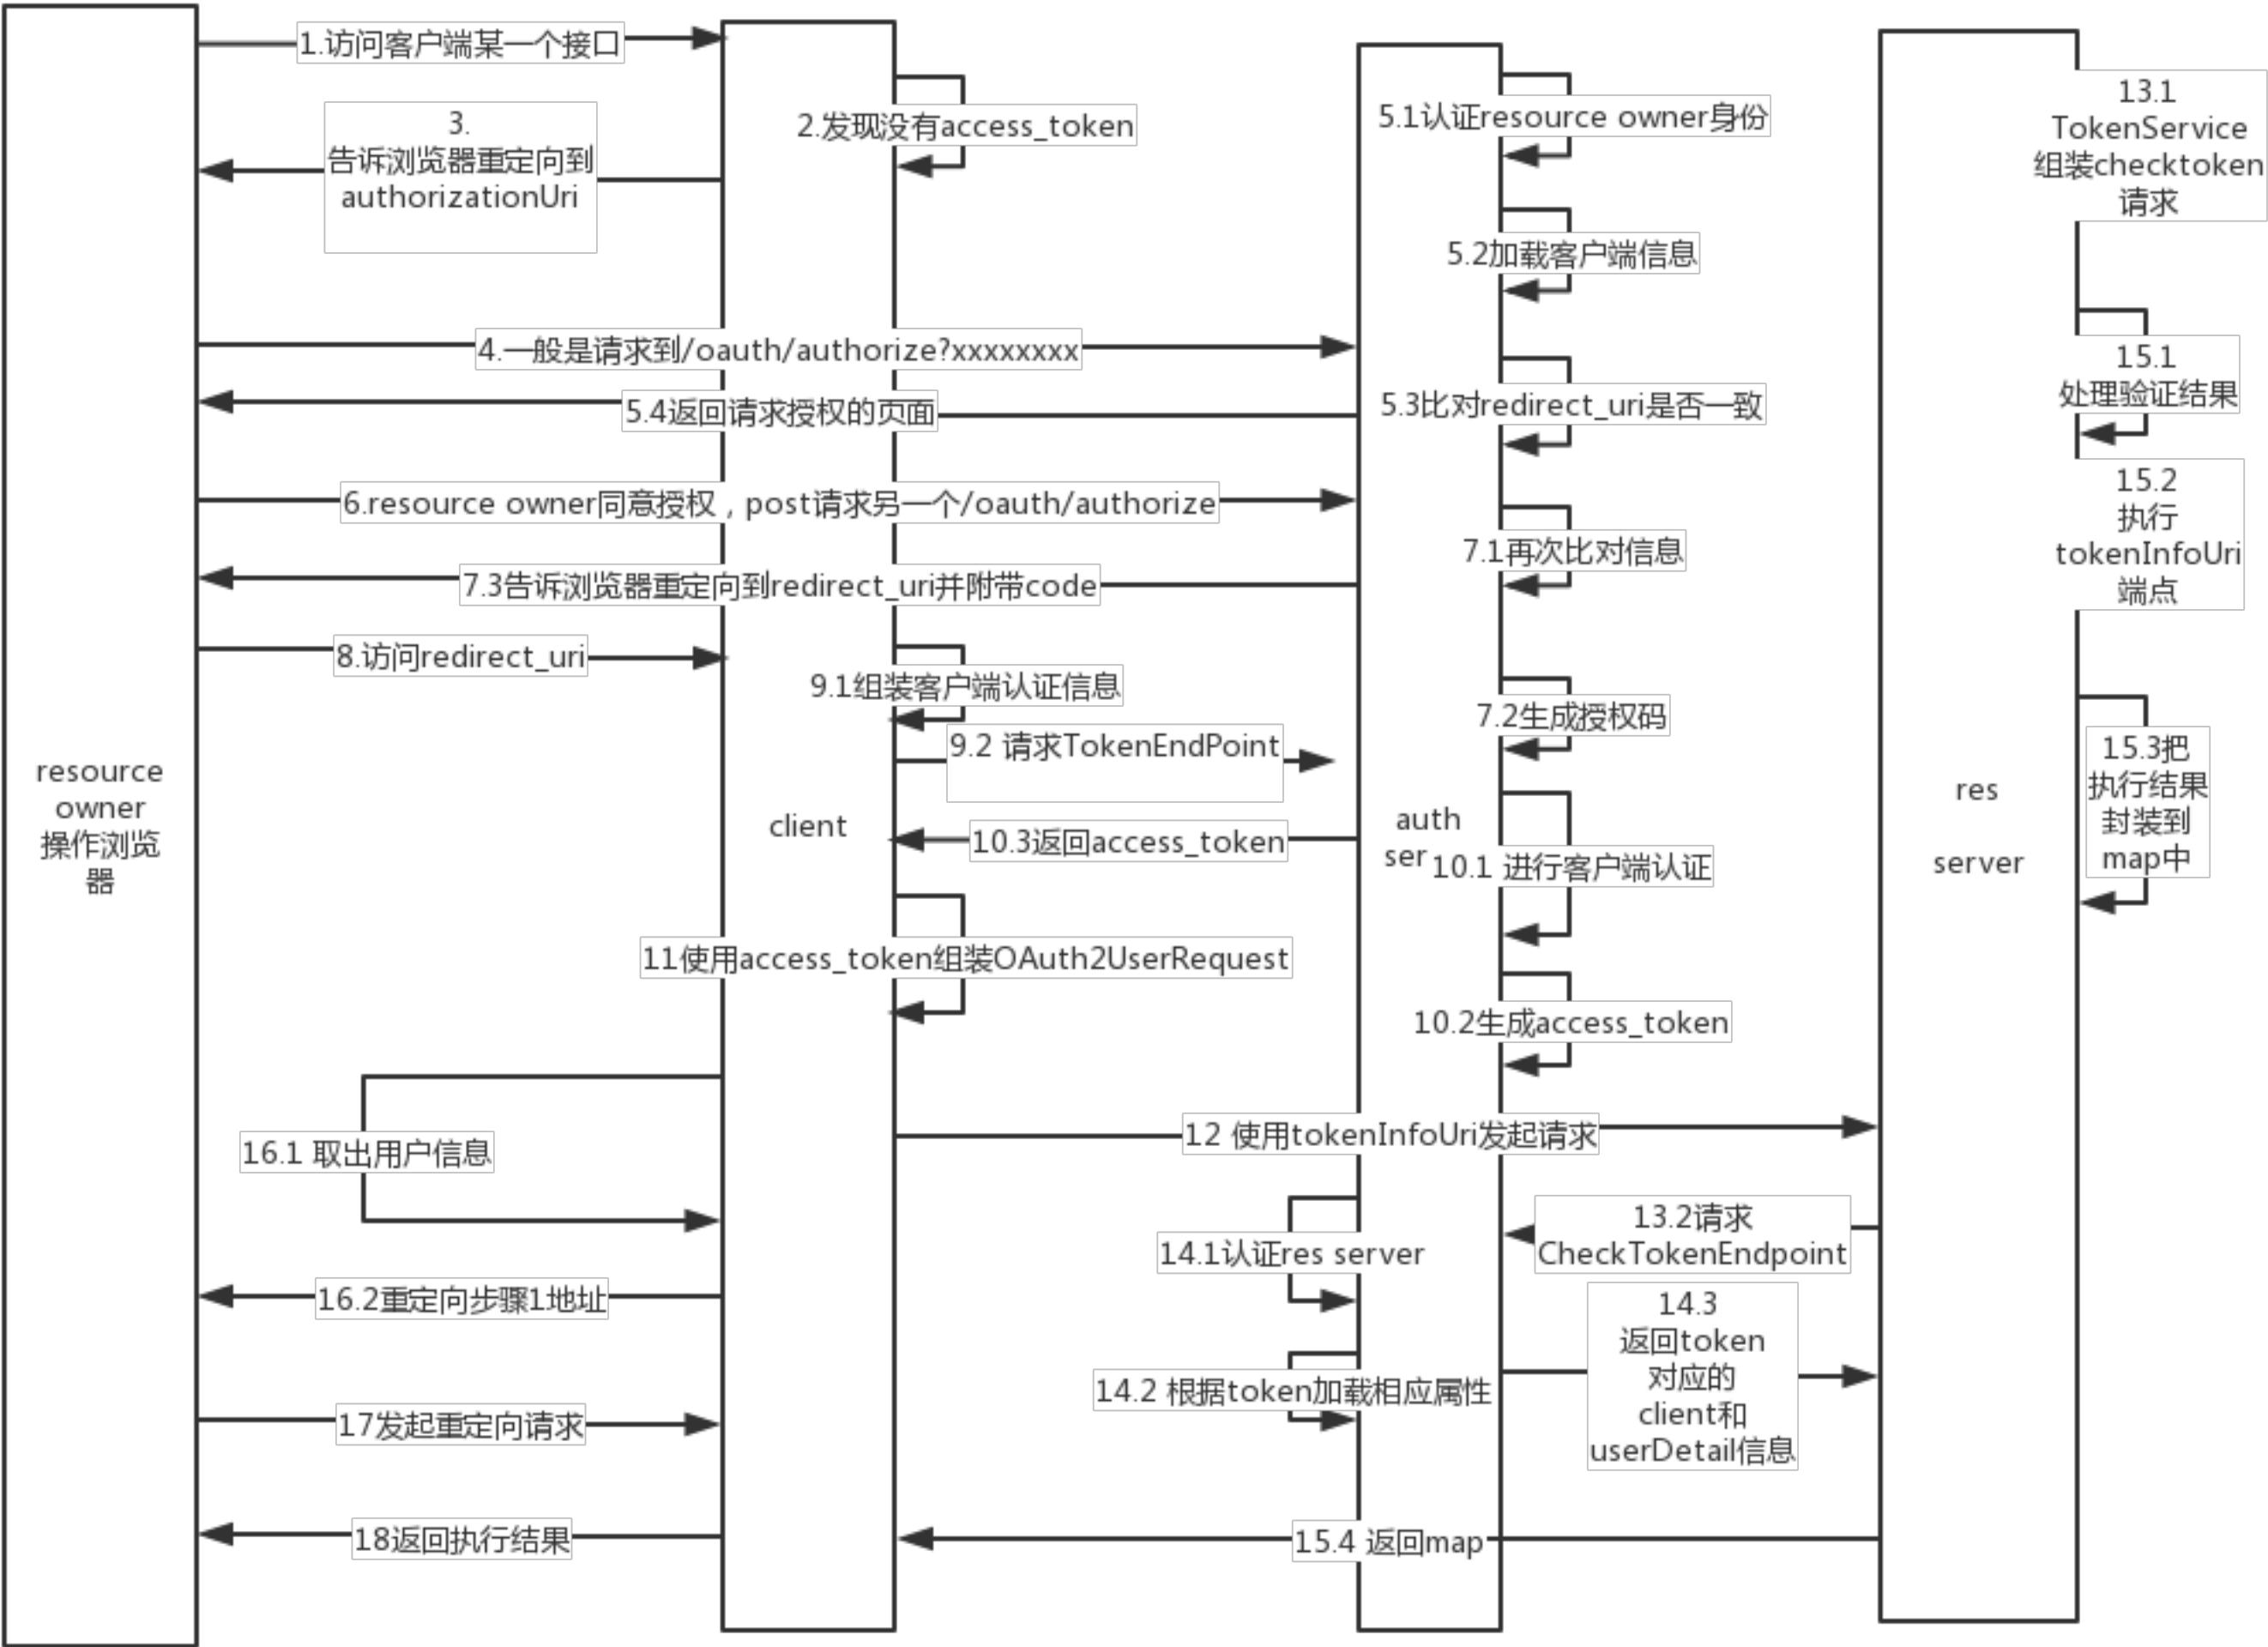 1.访问客户端某一个接口
2.发现没有access_token
3.
告诉浏览器重定向到
authorizationUri
4.一般是请求到/oauth/authorize?xxxxxxxx
5.1认证resource owner身份
5.2加载客户端信息
5.3比对redirect_uri是否一致
5.4返回请求授权的页面
6.resource owner同意授权，post请求另一个/oauth/authorize
7.1再次比对信息
7.2生成授权码
7.3告诉浏览器重定向到redirect_uri并附带code
8.访问redirect_uri
9.1组装客户端认证信息
9.2 请求TokenEndPoint
resource
owner
操作浏览
器
client
auth
ser
res
server
10.1 进行客户端认证
10.2生成access_token
10.3返回access_token
11使用access_token组装OAuth2UserRequest
12 使用tokenInfoUri发起请求
13.1
TokenService
组装checktoken
请求
13.2请求
CheckTokenEndpoint
14.1认证res server
14.2 根据token加载相应属性
14.3
返回token
对应的
client和
userDetail信息
15.1
处理验证结果
15.2
执行
tokenInfoUri
端点
15.3把
执行结果
封装到
map中
15.4 返回map
16.1 取出用户信息
16.2重定向步骤1地址
17发起重定向请求
18返回执行结果